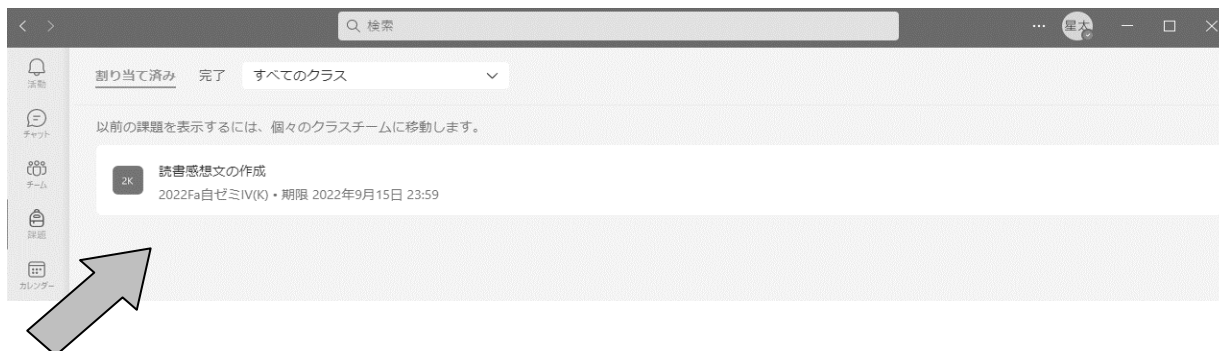 検索
星太
活動
チャット
チーム
課題
カレンダー
割り当て済み 完了 すべてのクラス
以前の課題を表示するには、個々のクラスチームに移動します。
2K
読書感想文の作成
2022Fa自ゼミIV(K)・期限 2022年9月15日 23:59